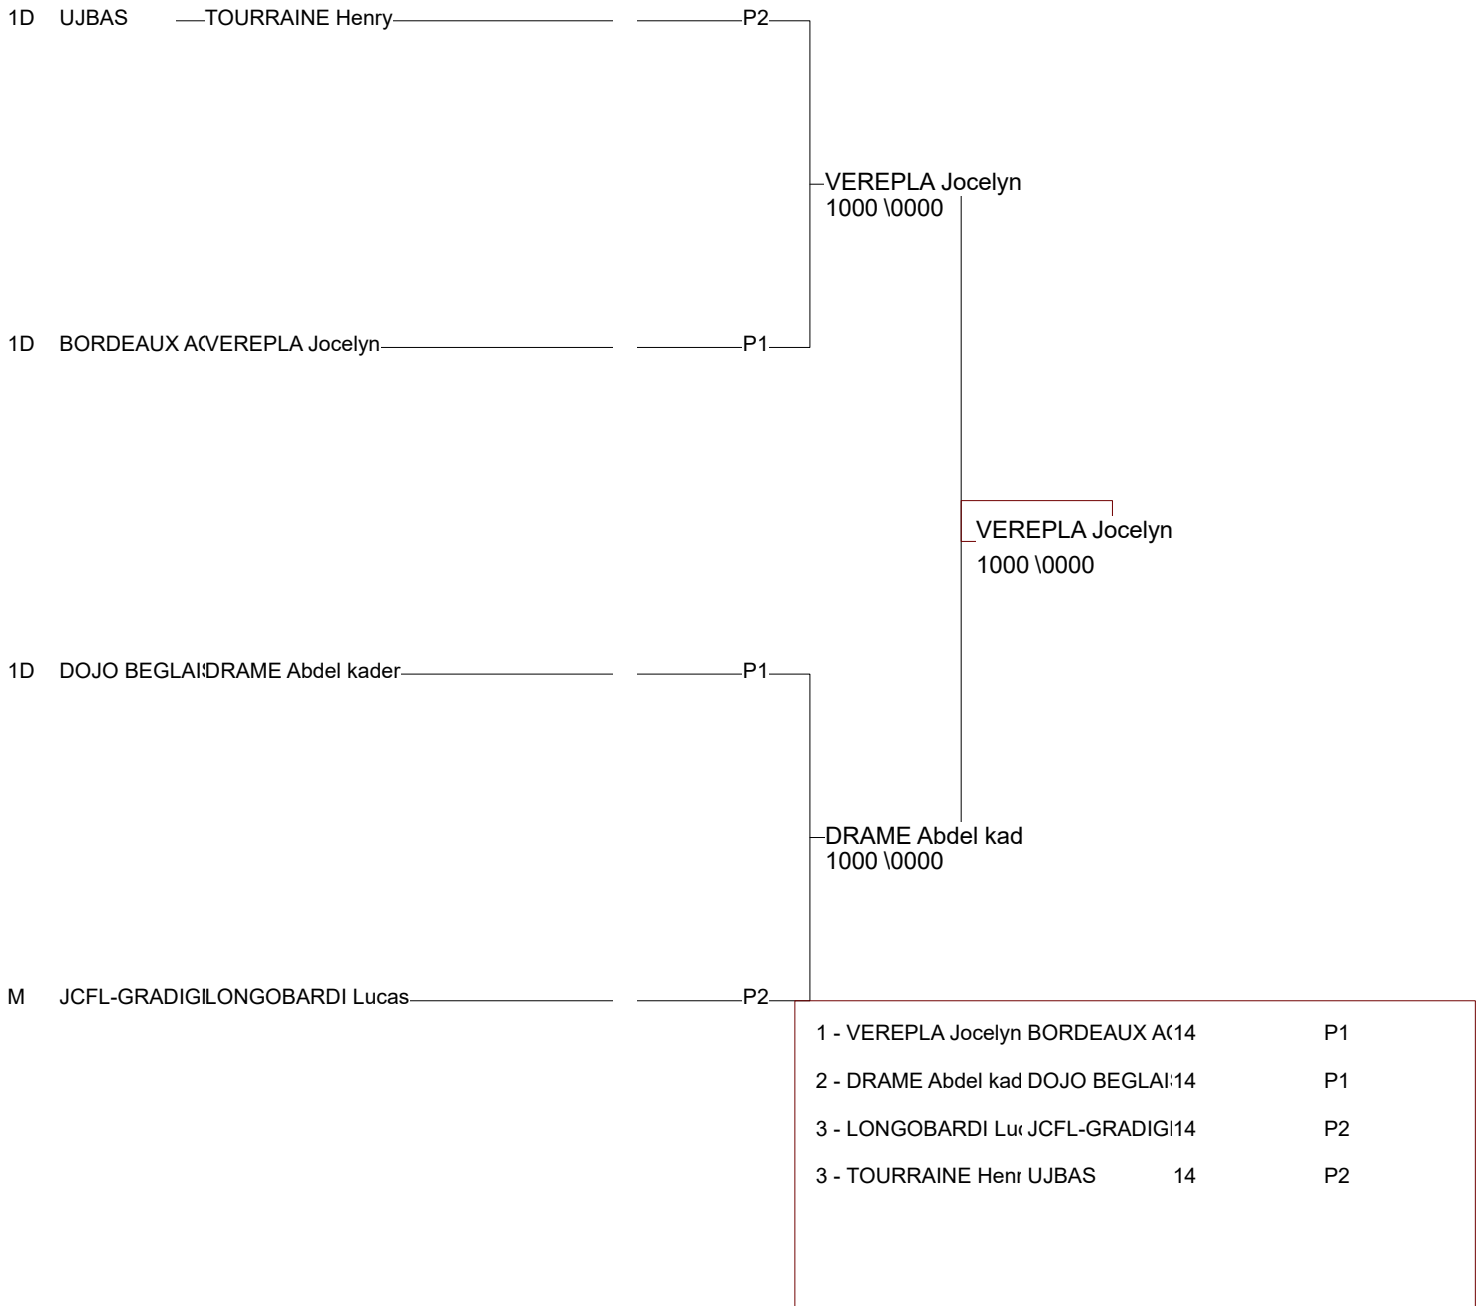 1D UJBAS TOURRAINE Henry P2
VEREPLA Jocelyn
1000 \0000
1D BORDEAUX A(VEREPLA Jocelyn P1
VEREPLA Jocelyn
1000 \0000
1D DOJO BEGLAI DRAME Abdel kader P1
DRAME Abdel kad
1000 \0000
M JCFL-GRADIGI LONGOBARDI Lucas P2
1 - VEREPLA Jocelyn BORDEAUX A( 14 P1
2 - DRAME Abdel kad DOJO BEGLAI 14 P1
3 - LONGOBARDI Lu JCFL-GRADIG 14 P2
3 - TOURRAINE Hen UJBAS 14 P2